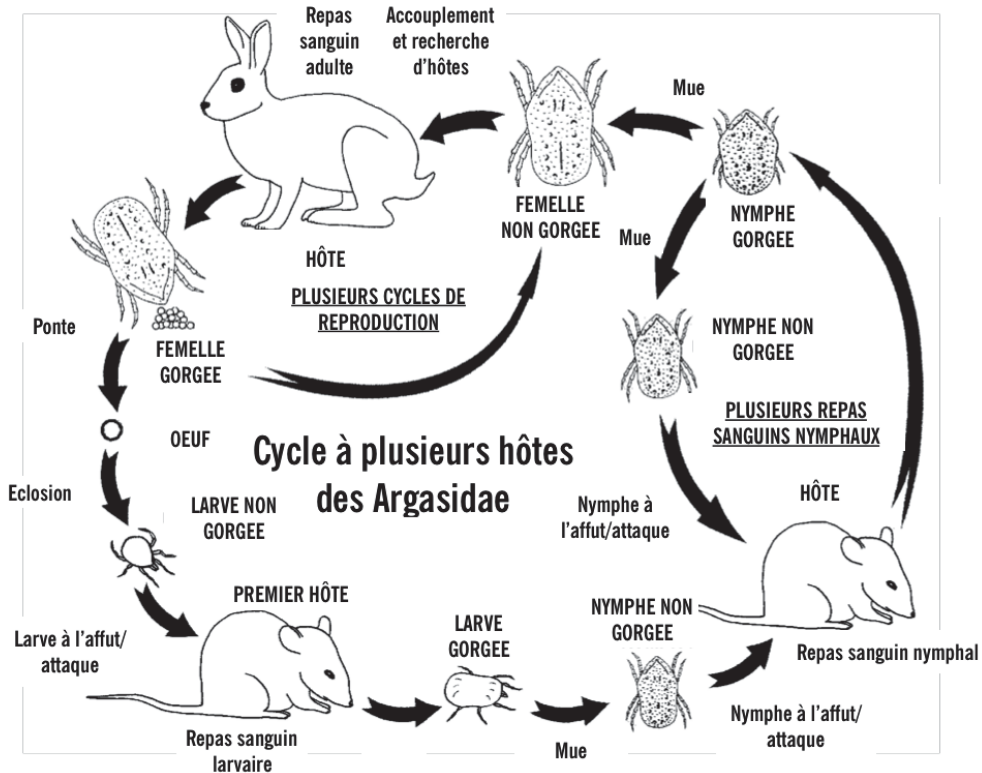 Repas
sanguin
adulte
Accouplement
et recherche
d'hôtes
Mue
FEMELLE
NON GORGEE
NYMPHE
GORGEE
Mue
HÔTE
PLUSIEURS CYCLES DE
REPRODUCTION
NYMPHE NON
GORGEE
Ponte
FEMELLE
GORGEE
PLUSIEURS REPAS
SANGUINS NYMPHAUX
OEUF
Cycle à plusieurs hôtes
des Argasidae
Eclosion
LARVE NON
GORGEE
Nymphe à
l'affut/attaque
HÔTE
PREMIER HÔTE
Larve à l'affut/
attaque
LARVE
GORGEE
NYMPHE NON
GORGEE
Repas sanguin nymphal
Repas sanguin
larvaire
Mue
Nymphe à l'affut/
attaque